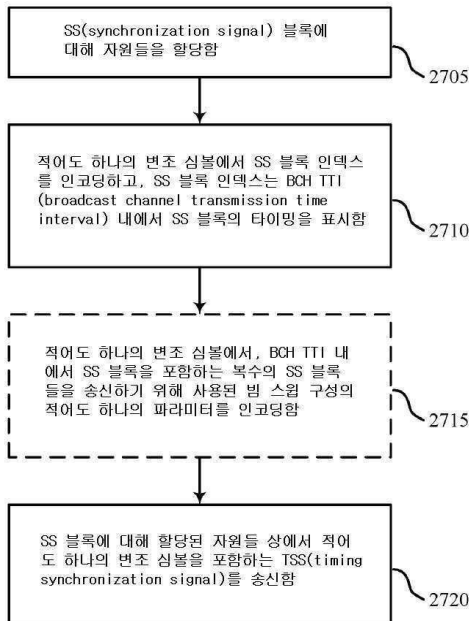 SS(synchronization signal) 블록에
대해 자원들을 할당함
2705
적어도 하나의 변조 심볼에서 SS 블록 인덱스
를 인코딩하고, SS 블록 인덱스는 BCH TTI
(broadcast channel transmission time
interval) 내에서 SS 블록의 타이밍을 표시함
2710
적어도 하나의 변조 심볼에서, BCH TTI 내
에서 SS 블록을 포함하는 복수의 SS 블록
들을 송신하기 위해 사용된 빔 스윕 구성의
적어도 하나의 파라미터를 인코딩함
2715
SS 블록에 대해 할당된 자원들 상에서 적어
도 하나의 변조 심볼을 포함하는 TSS(timing
synchronization signal)를 송신함
2720